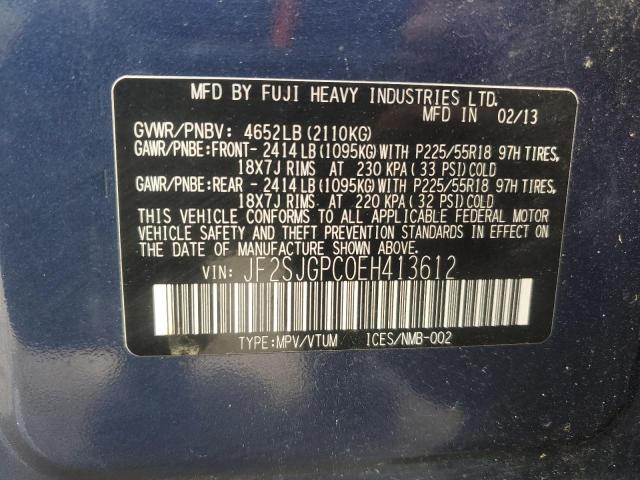 MFD BY FUJI HEAVY INDUSTRIES LTD.
MFD IN 02/13
GVWR/PNBV: 4652LB (2110KG)
GAWR/PNBE:FRONT- 2414 LB (1095KG) WITH P225/55R18 97H TIRES,
18X7J RIMS AT 230 KPA (33 PSI) COLD
GAWR/PNBE:REAR - 2414 LB (1095KG) WITH P225/55R18 97H TIRES,
18X7J RIMS AT 220 KPA (32 PSI) COLD
THIS VEHICLE CONFORMS TO ALL APPLICABLE FEDERAL MOTOR
VEHICLE SAFETY AND THEFT PREVENTION STANDARDS IN EFFECT ON
THE DATE OF MANUFACTURE SHOWN ABOVE.
VIN: JF2SJGPC0EH413612
TYPE:MPV/VTUM ICES/NMB-002